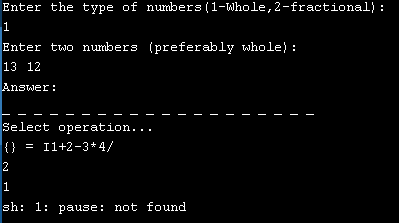 Enter the type of numbers(1-Whole,2-fractional):
1
Enter two numbers (preferably whole):
13 12
Answer:
_ _ _ _ _ _ _ _ _ _ _ _ _ _ _ _ _ _ _ _
Select operation...
{} = I1+2-3*4/
2
1
sh: 1: pause: not found